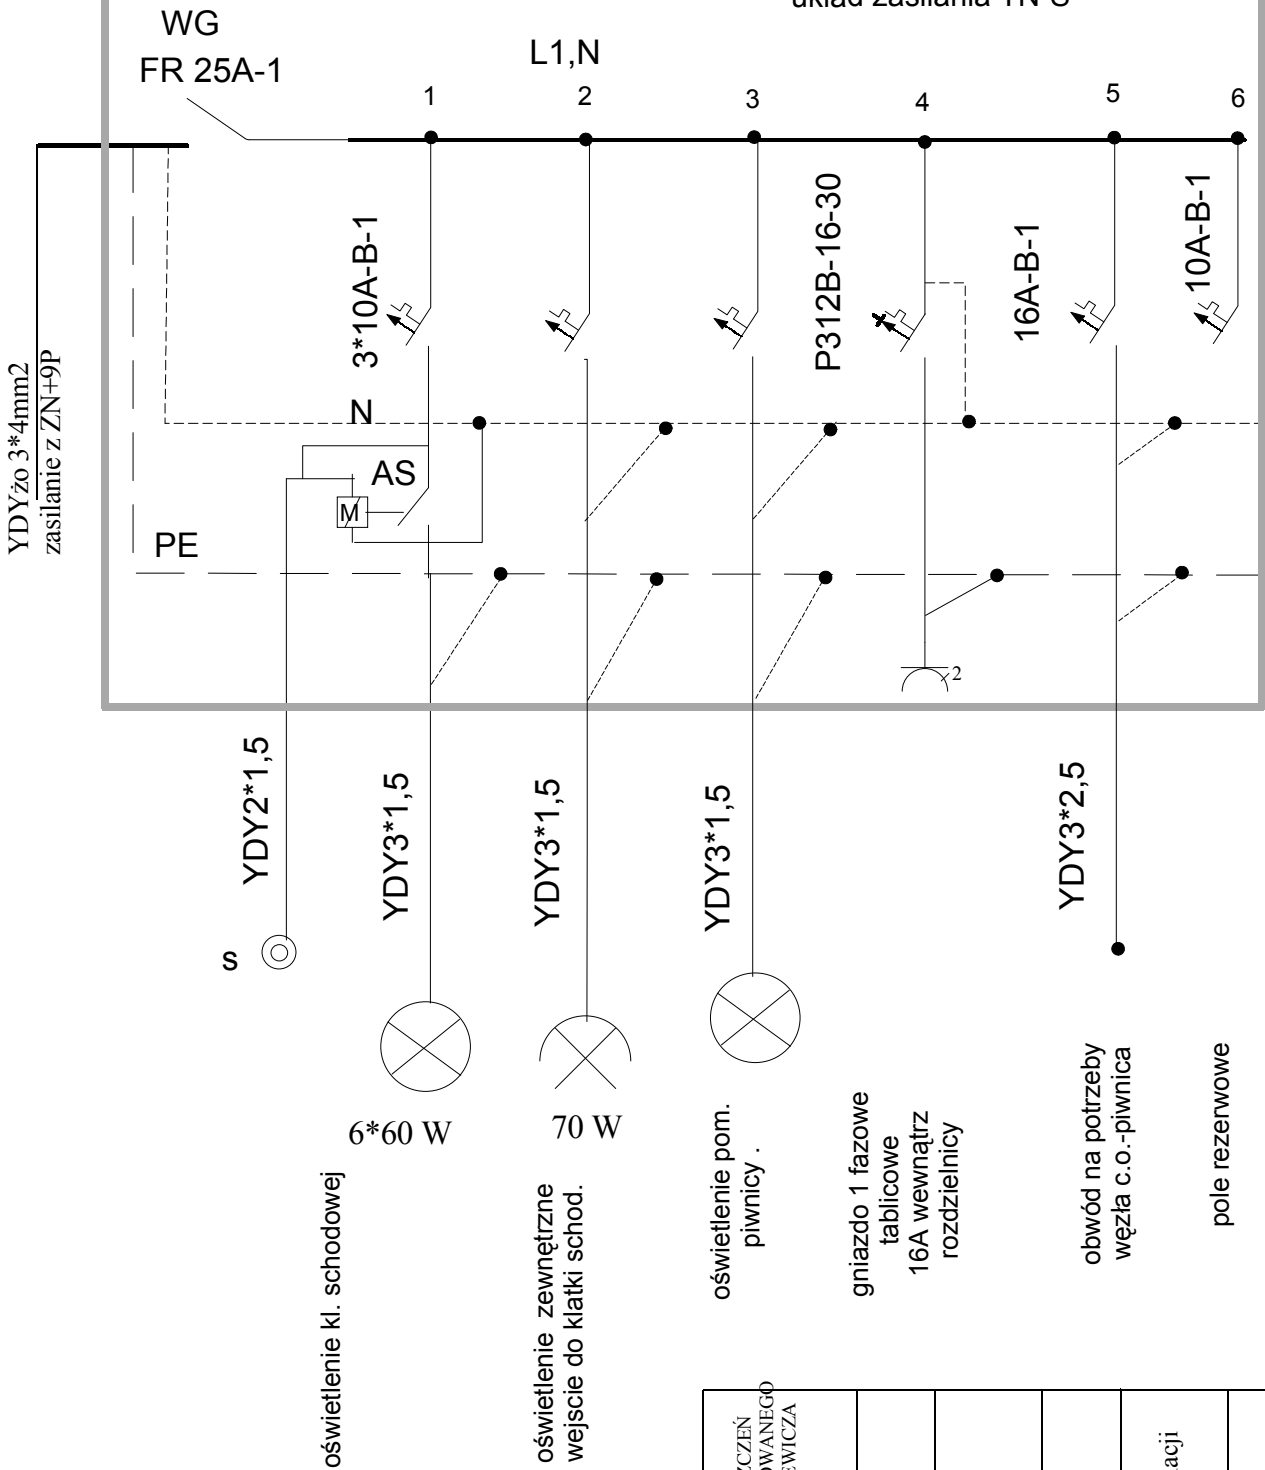 układ zasilania TN-S
WG
FR 25A-1
L1,N
1
2
3
4
5
6
3*10A-B-1
P312B-16-30
16A-B-1
10A-B-1
YDYżo 3*4mm2
zasilanie z ZN+9P
N
AS
M
PE
2
YDY2*1,5
YDY3*1,5
YDY3*1,5
YDY3*1,5
YDY3*2,5
s
6*60 W
70 W
oświetlenie kl. schodowej
oświetlenie zewnętrzne
wejscie do klatki schod.
oświetlenie pom.
piwnicy .
gniazdo 1 fazowe
tablicowe
16A wewnątrz
rozdzielnicy
obwód na potrzeby
węzła c.o.-piwnica
pole rezerwowe